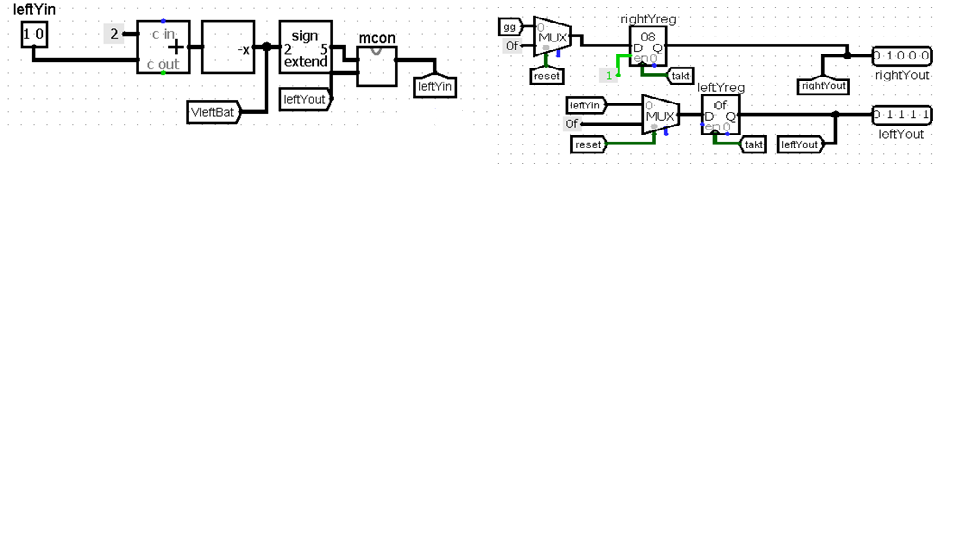 leftYin
1 0
2
c in
+
c out
-x
sign
2 5
extend
mcon
leftYin
leftYout
VleftBat
gg
0f
0
MUX
reset
rightYreg
08
D Q
en 0
1
takt
rightYout
0 1 0 0 0
rightYout
leftYin
0f
0
MUX
reset
leftYreg
0f
D Q
en 0
takt
leftYout
0 1 1 1 1
leftYout